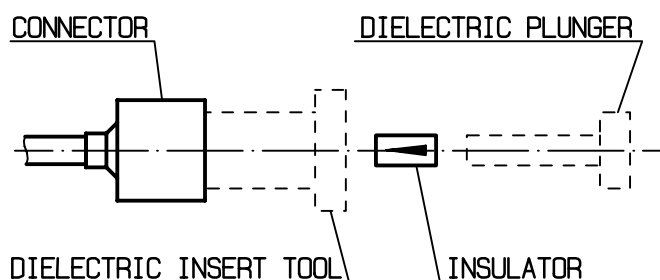 CONNECTOR
DIELECTRIC PLUNGER
DIELECTRIC INSERT TOOL
INSULATOR